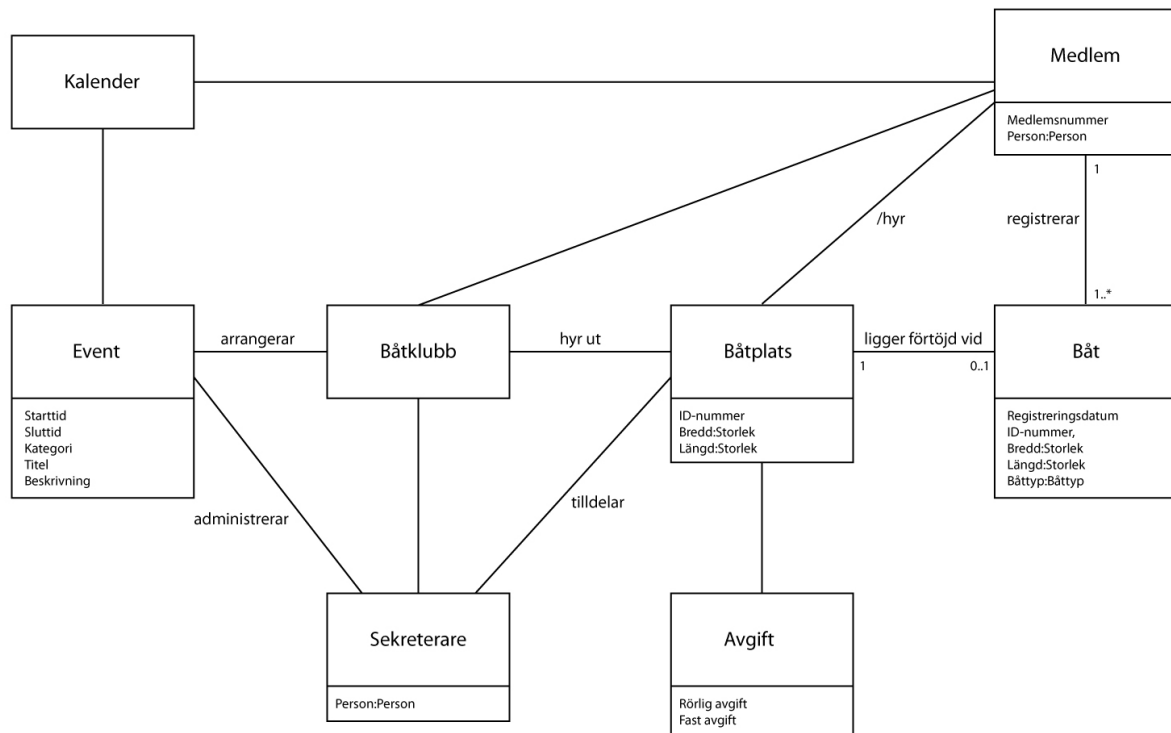 Kalender
Medlem
Medlemsnummer
Person:Person
1
/hyr
registrerar
1..*
Event
arrangerar
Båtklubb
hyr ut
Båtplats
ligger förtöjd vid
1
0..1
Båt
Starttid
Sluttid
Kategori
Titel
Beskrivning
ID-nummer
Bredd:Storlek
Längd:Storlek
Registreringsdatum
ID-nummer,
Bredd:Storlek
Längd:Storlek
Båttyp:Båttyp
administrerar
tilldelar
Sekreterare
Person:Person
Avgift
Rörlig avgift
Fast avgift